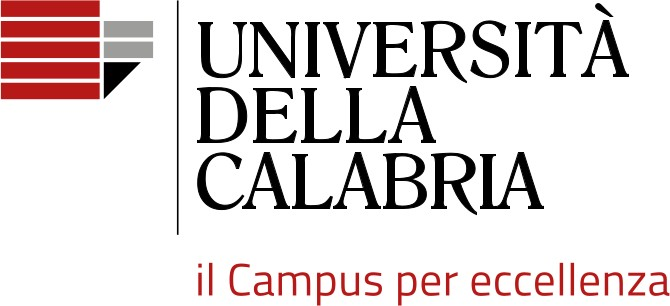 UNIVERSITÀ
DELLA
CALABRIA
il Campus per eccellenza